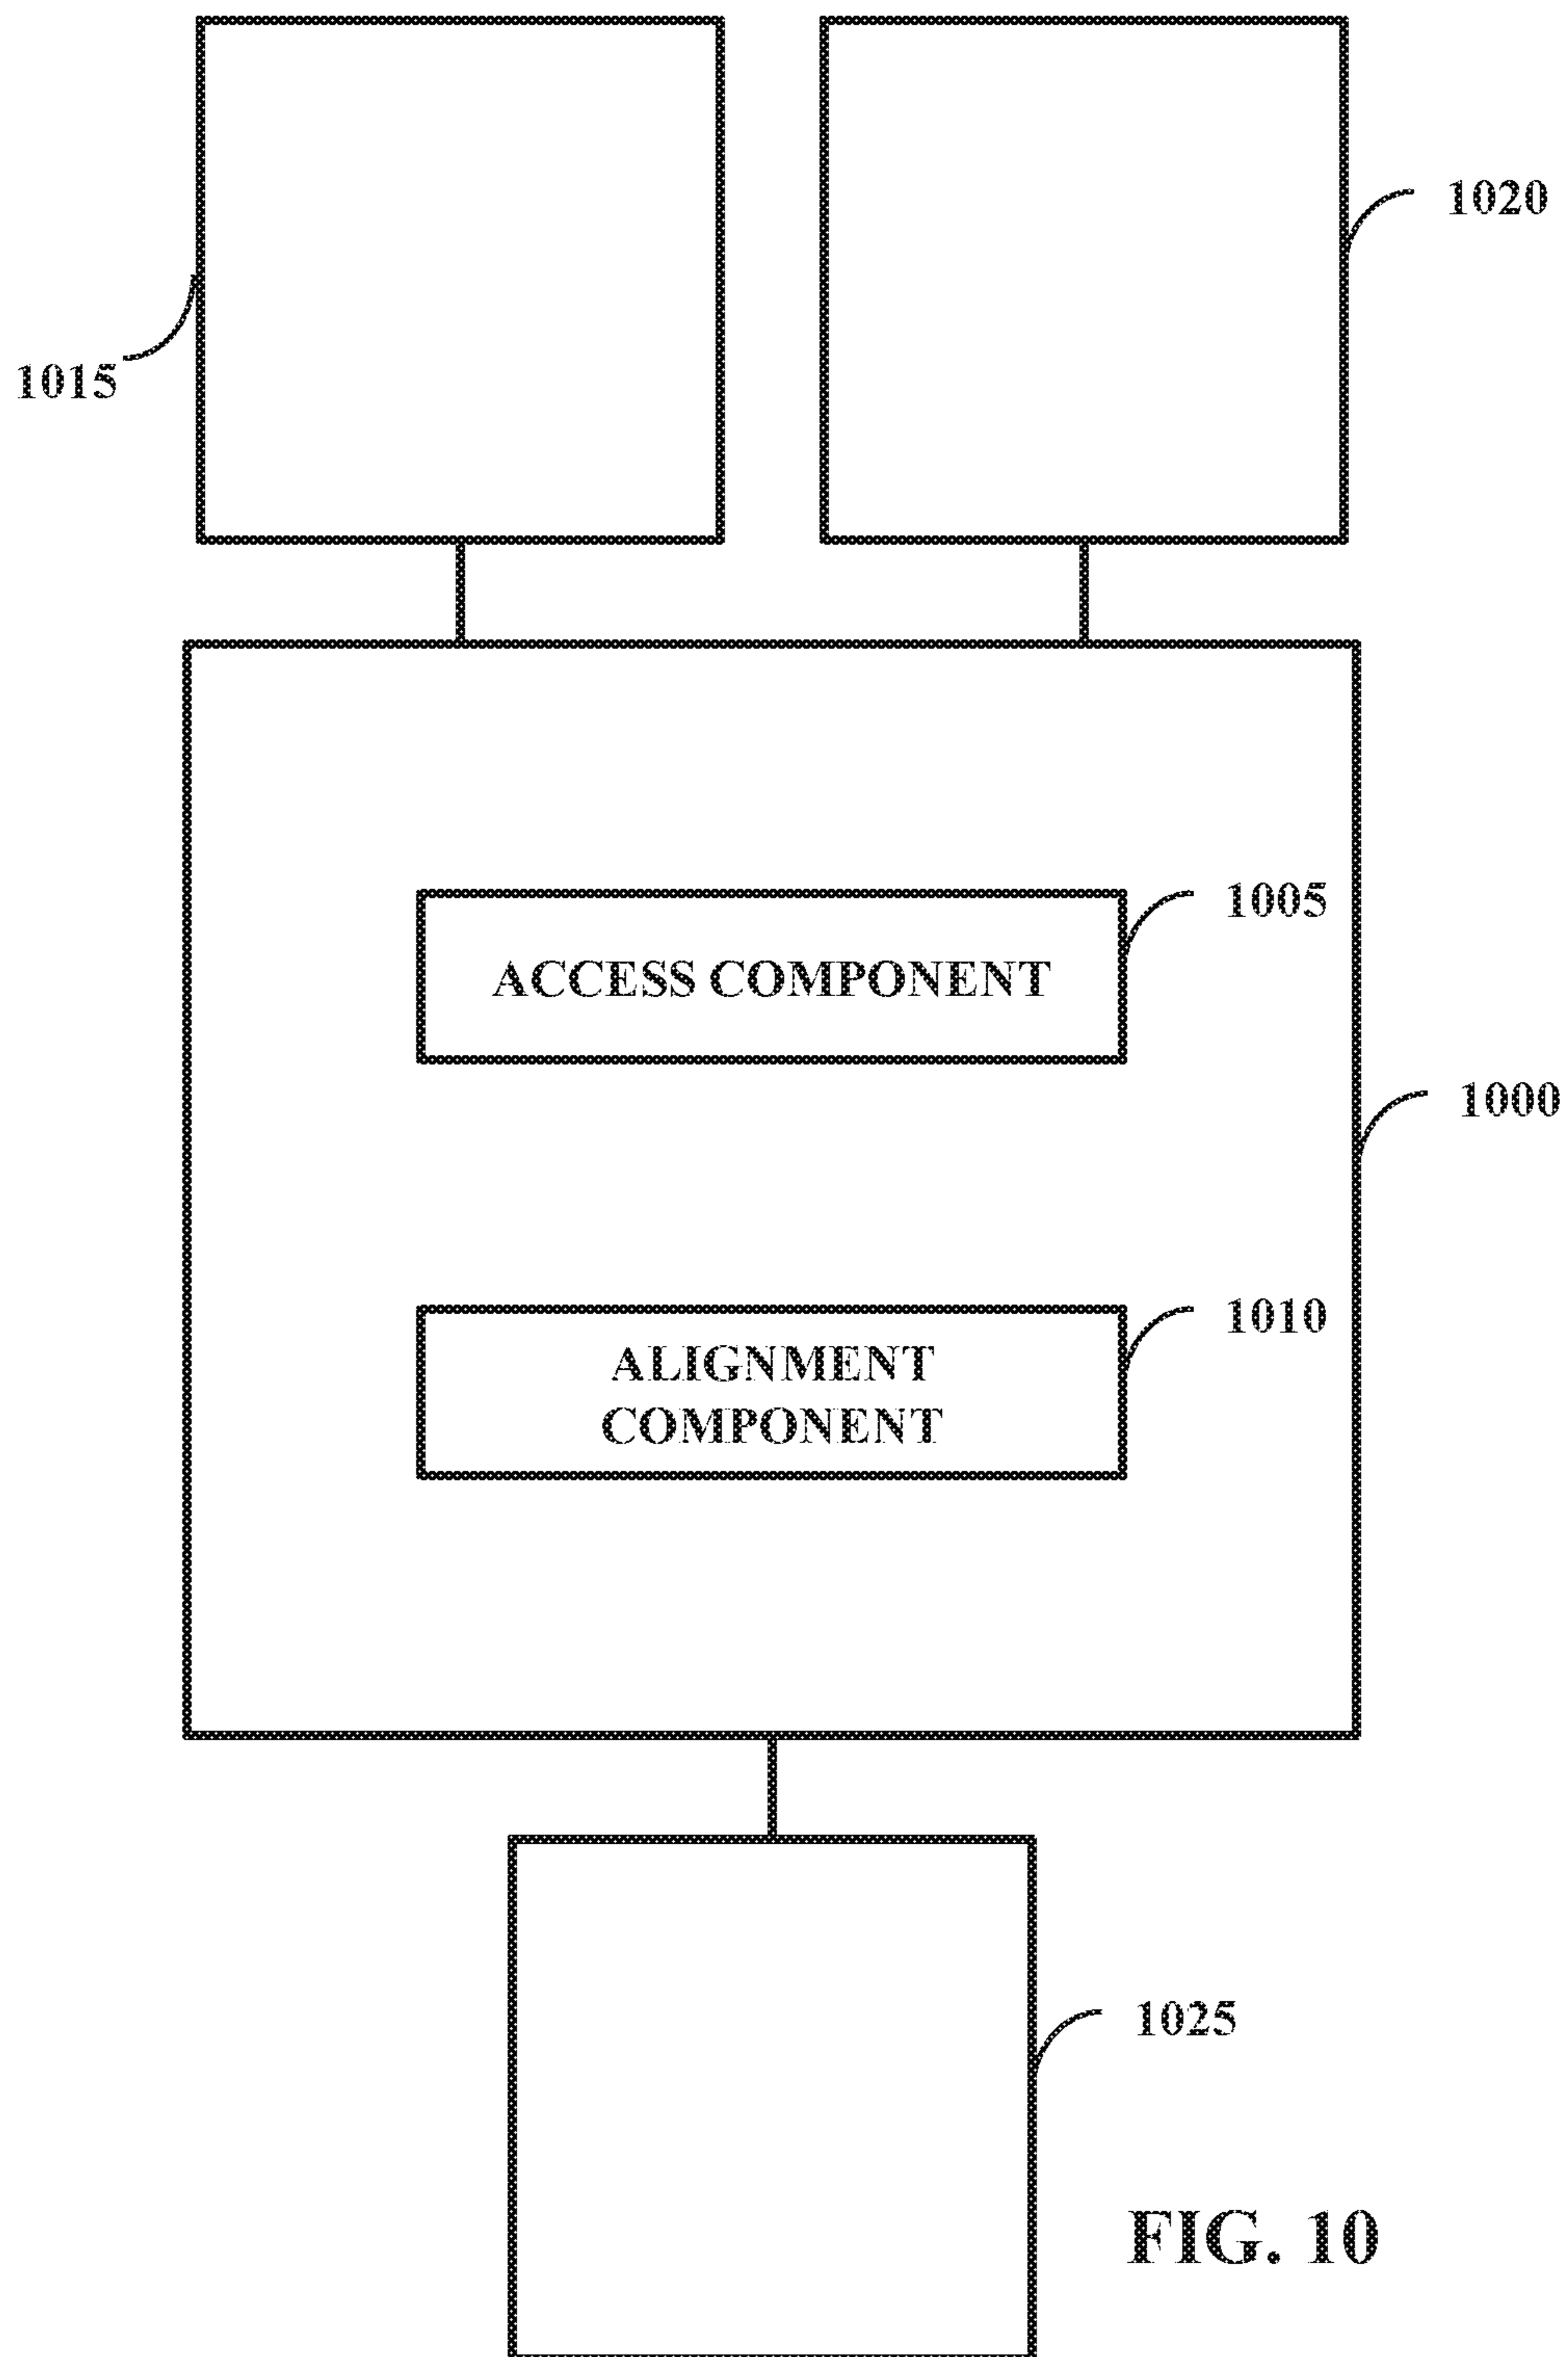 1020
1015
1005
ACCESS COMPONENT
1000
1010
ALIGNMENT
COMPONENT
1025
FIG. 10